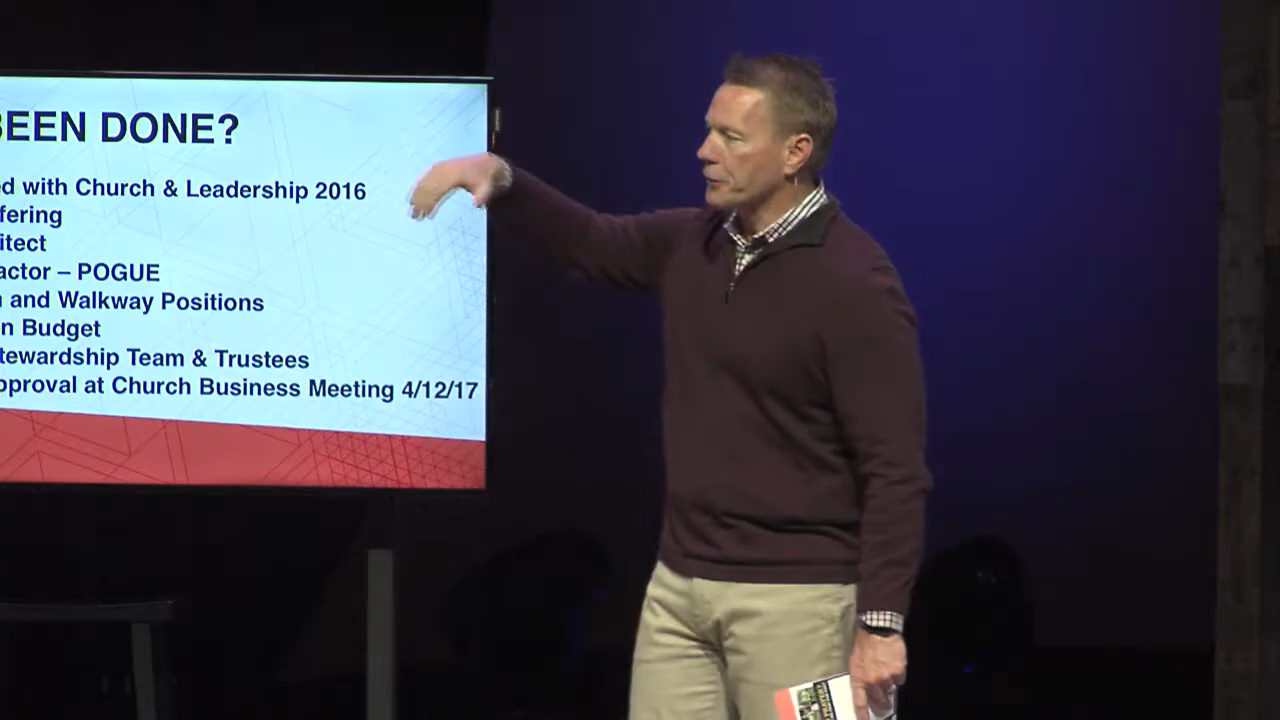 BEEN DONE?
ed with Church & Leadership 2016
fering
itect
actor – POGUE
and Walkway Positions
n Budget
tewardship Team & Trustees
pproval at Church Business Meeting 4/12/17